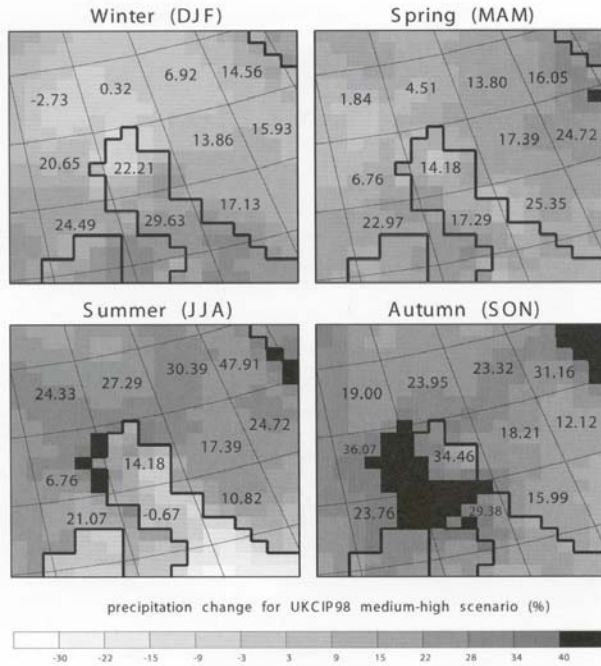 Winter (DJF)
-2.73 0.32 6.92 14.56
20.65 22.21 13.86 15.93
24.49 29.63 17.13
Spring (MAM)
1.84 4.51 13.80 16.05
6.76 14.18 17.39 24.72
22.97 17.29 25.35
Summer (JJA)
24.33 27.29 30.39 47.91
6.76 14.18 17.39 24.72
21.07 -0.67 10.82
Autumn (SON)
19.00 23.95 23.32 31.16
36.07 34.46 18.21 12.12
23.76 29.38 15.99
precipitation change for UKCIP98 medium-high scenario (%)
-30 -22 -15 -9 -3 3 9 16 22 28 34 40